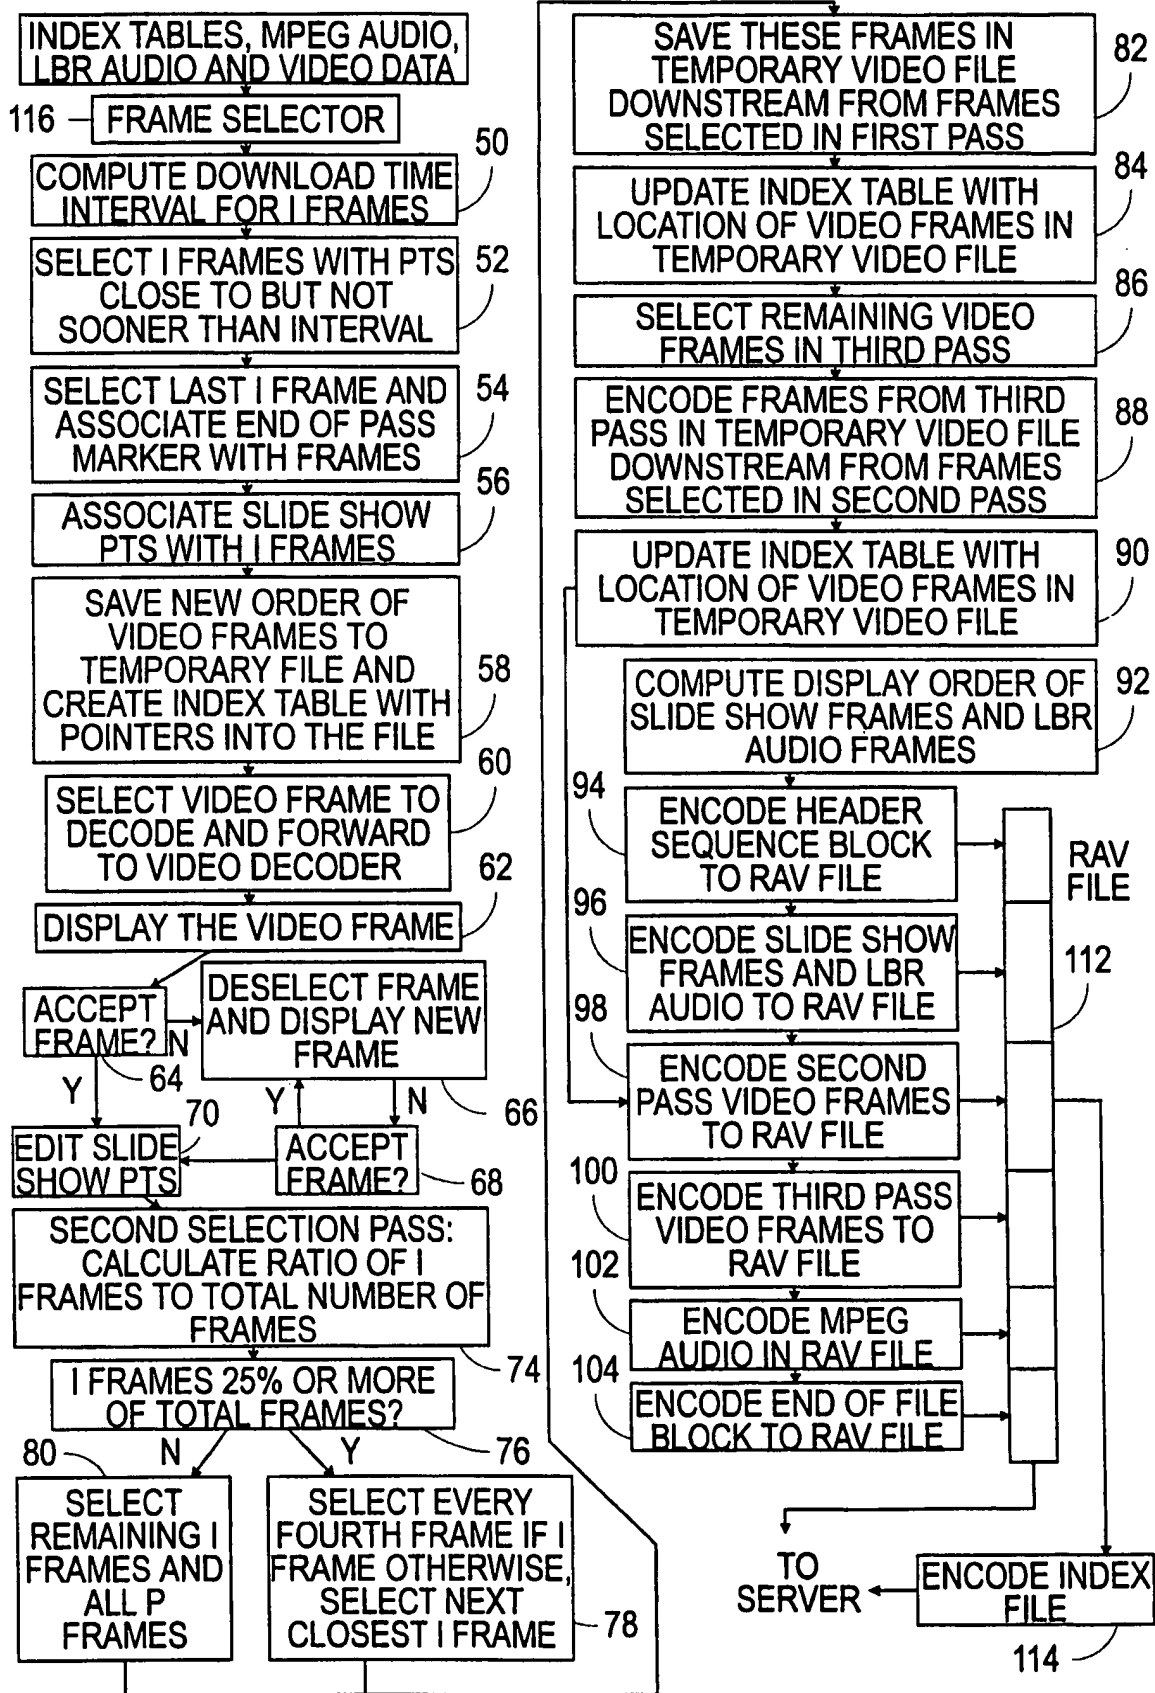 INDEX TABLES, MPEG AUDIO,
LBR AUDIO AND VIDEO DATA
116
FRAME SELECTOR
50
COMPUTE DOWNLOAD TIME
INTERVAL FOR I FRAMES
52
SELECT I FRAMES WITH PTS
CLOSE TO BUT NOT
SOONER THAN INTERVAL
54
SELECT LAST I FRAME AND
ASSOCIATE END OF PASS
MARKER WITH FRAMES
56
ASSOCIATE SLIDE SHOW
PTS WITH I FRAMES
58
SAVE NEW ORDER OF
VIDEO FRAMES TO
TEMPORARY FILE AND
CREATE INDEX TABLE WITH
POINTERS INTO THE FILE
60
SELECT VIDEO FRAME TO
DECODE AND FORWARD
TO VIDEO DECODER
62
DISPLAY THE VIDEO FRAME
ACCEPT
FRAME?
N
64
Y
DESELECT FRAME
AND DISPLAY NEW
FRAME
66
Y
N
70
EDIT SLIDE
SHOW PTS
ACCEPT
FRAME?
68
SECOND SELECTION PASS:
CALCULATE RATIO OF I
FRAMES TO TOTAL NUMBER OF
FRAMES
74
I FRAMES 25% OR MORE
OF TOTAL FRAMES?
76
80
N
Y
SELECT
REMAINING I
FRAMES AND
ALL P
FRAMES
SELECT EVERY
FOURTH FRAME IF I
FRAME OTHERWISE,
SELECT NEXT
CLOSEST I FRAME
78
SAVE THESE FRAMES IN
TEMPORARY VIDEO FILE
DOWNSTREAM FROM FRAMES
SELECTED IN FIRST PASS
82
UPDATE INDEX TABLE WITH
LOCATION OF VIDEO FRAMES IN
TEMPORARY VIDEO FILE
84
SELECT REMAINING VIDEO
FRAMES IN THIRD PASS
86
ENCODE FRAMES FROM THIRD
PASS IN TEMPORARY VIDEO FILE
DOWNSTREAM FROM FRAMES
SELECTED IN SECOND PASS
88
UPDATE INDEX TABLE WITH
LOCATION OF VIDEO FRAMES IN
TEMPORARY VIDEO FILE
90
COMPUTE DISPLAY ORDER OF
SLIDE SHOW FRAMES AND LBR
AUDIO FRAMES
92
94
ENCODE HEADER
SEQUENCE BLOCK
TO RAV FILE
RAV
FILE
96
ENCODE SLIDE SHOW
FRAMES AND LBR
AUDIO TO RAV FILE
112
98
ENCODE SECOND
PASS VIDEO FRAMES
TO RAV FILE
100
ENCODE THIRD PASS
VIDEO FRAMES TO
RAV FILE
102
ENCODE MPEG
AUDIO IN RAV FILE
104
ENCODE END OF FILE
BLOCK TO RAV FILE
TO
SERVER
ENCODE INDEX
FILE
114